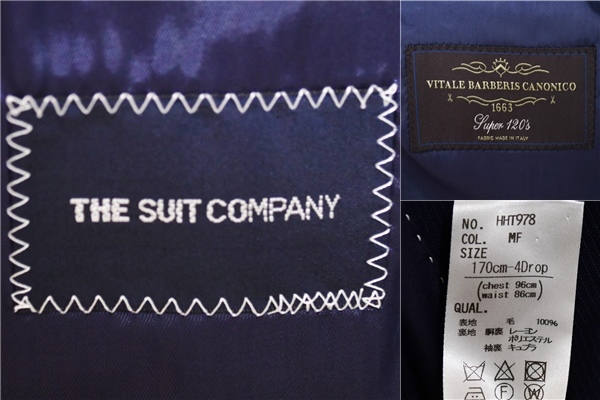 THE SUIT COMPANY
VITALE BARBERIS CANONICO
1663
Super 120's
FABRIC MADE IN ITALY
NO. HHT978
COL. MF
SIZE
170cm-4Drop
(chest 96cm
waist 86cm)
QUAL.
表地 毛 100%
裏地 胴裏 レーヨン
ポリエステル
袖裏 キュプラ